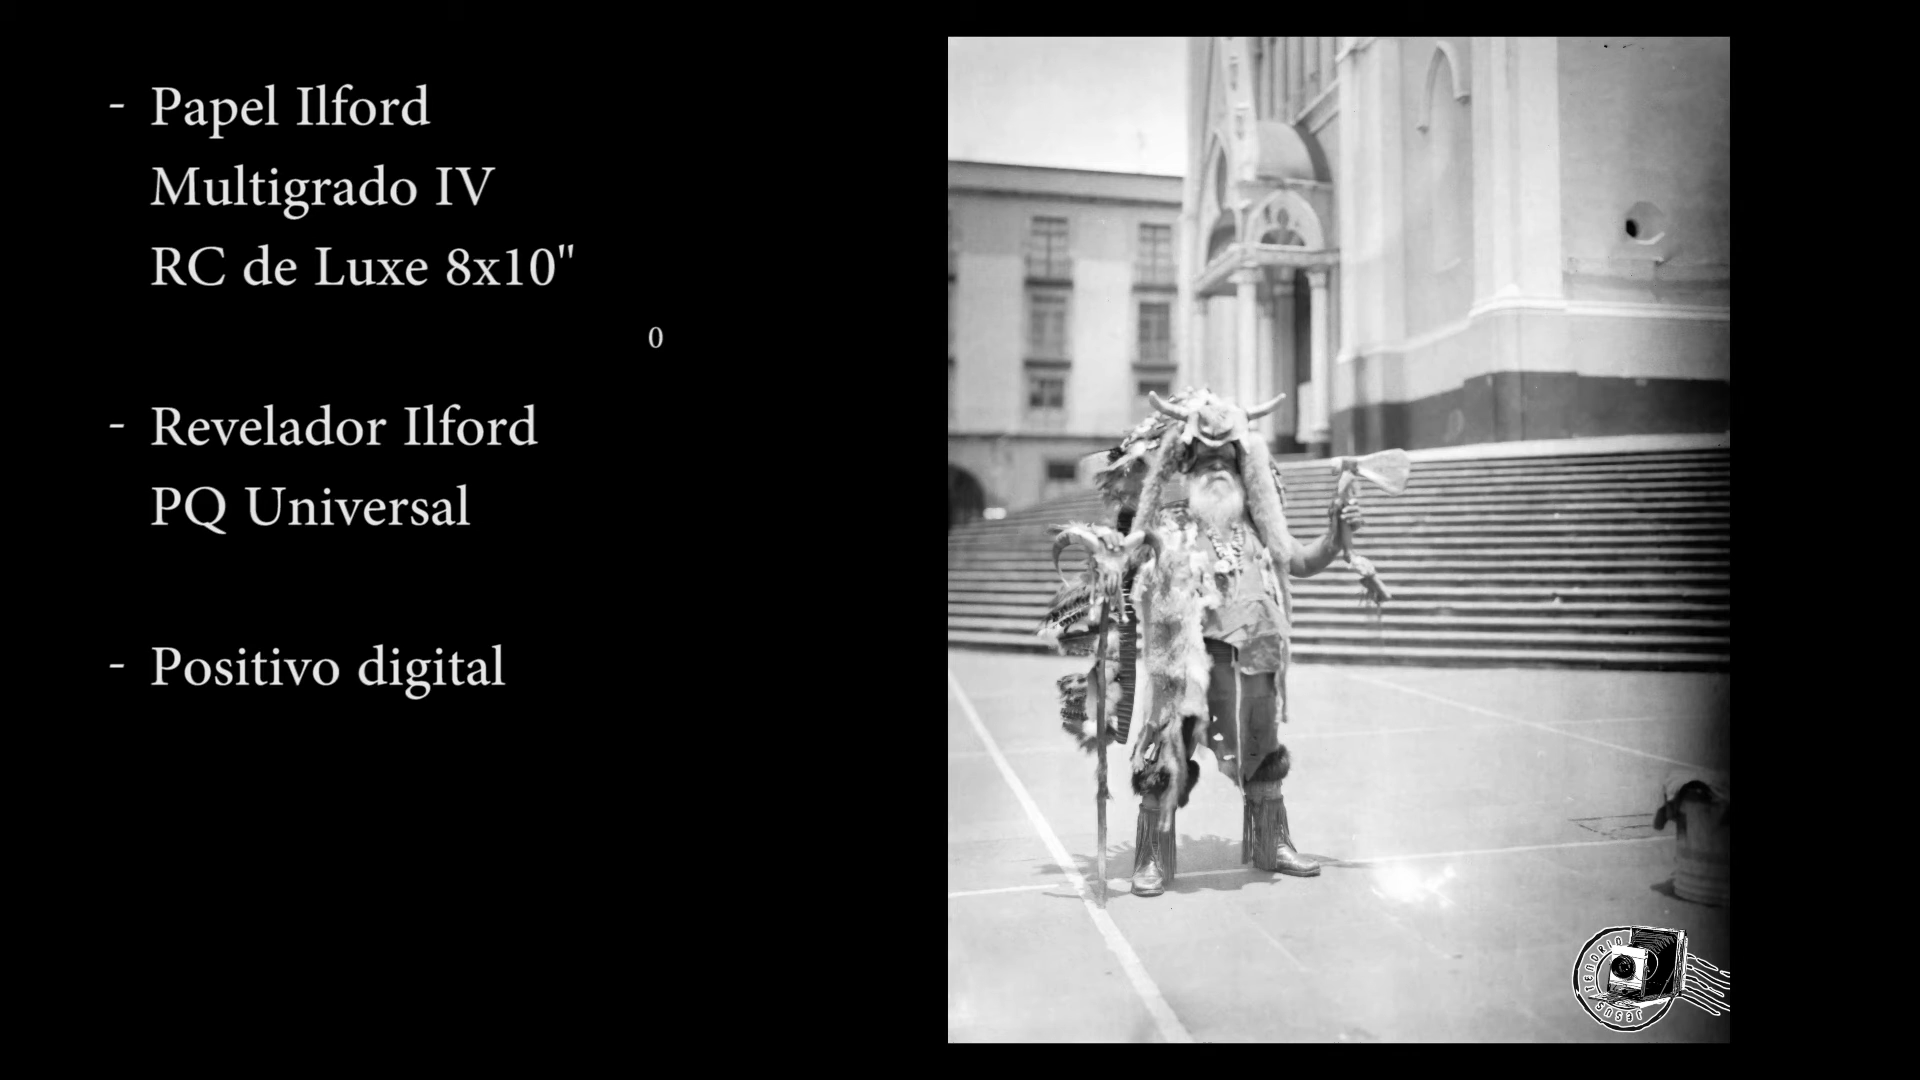 - Papel Ilford
Multigrado IV
RC de Luxe 8x10"
0
- Revelador Ilford
PQ Universal
- Positivo digital
TENORIO
JESUS